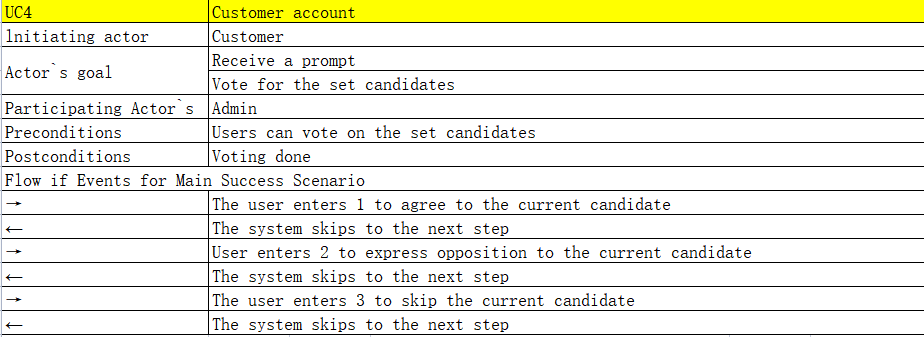 UC4 Customer account
Initiating actor Customer
Actor`s goal Receive a prompt
Vote for the set candidates
Participating Actor`s Admin
Preconditions Users can vote on the set candidates
Postconditions Voting done
Flow if Events for Main Success Scenario
→ The user enters 1 to agree to the current candidate
← The system skips to the next step
→ User enters 2 to express opposition to the current candidate
← The system skips to the next step
→ The user enters 3 to skip the current candidate
← The system skips to the next step